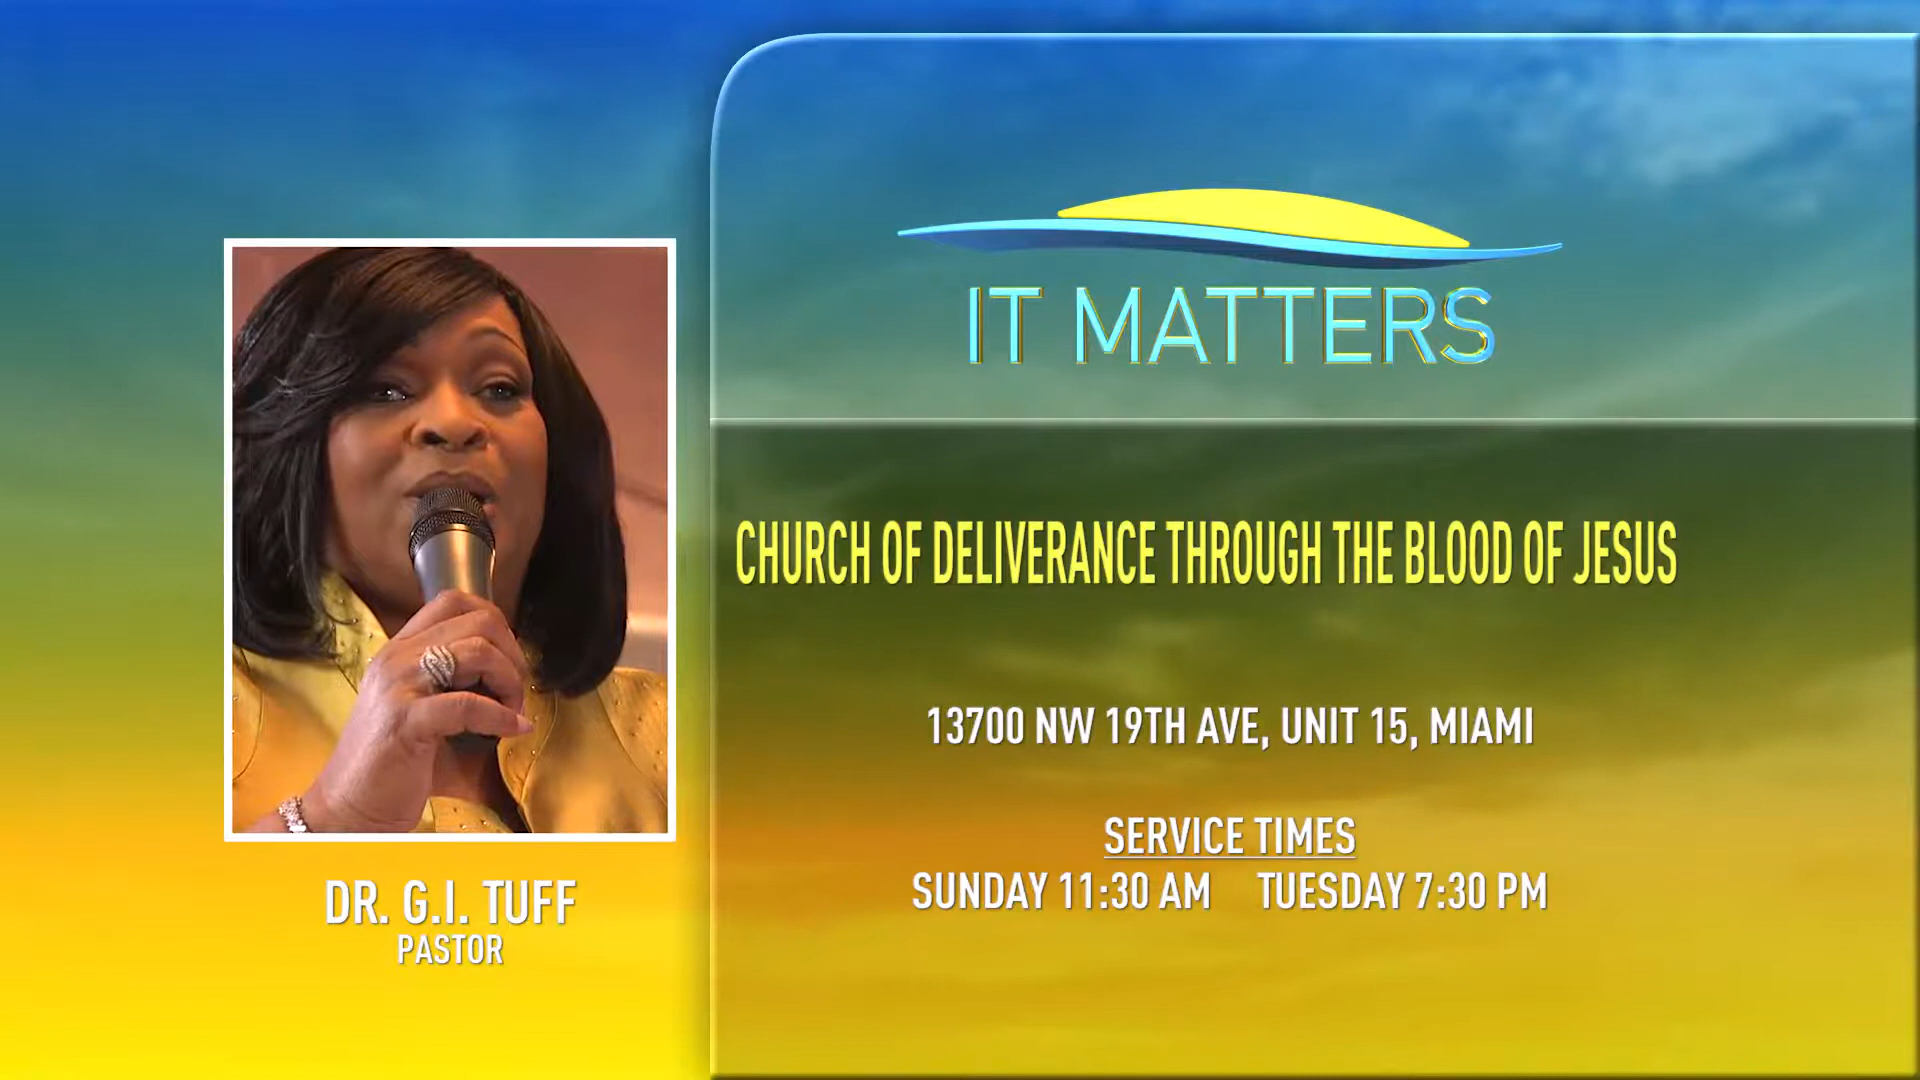 IT MATTERS
CHURCH OF DELIVERANCE THROUGH THE BLOOD OF JESUS
13700 NW 19TH AVE, UNIT 15, MIAMI
SERVICE TIMES
SUNDAY 11:30 AM TUESDAY 7:30 PM
DR. G.I. TUFF
PASTOR